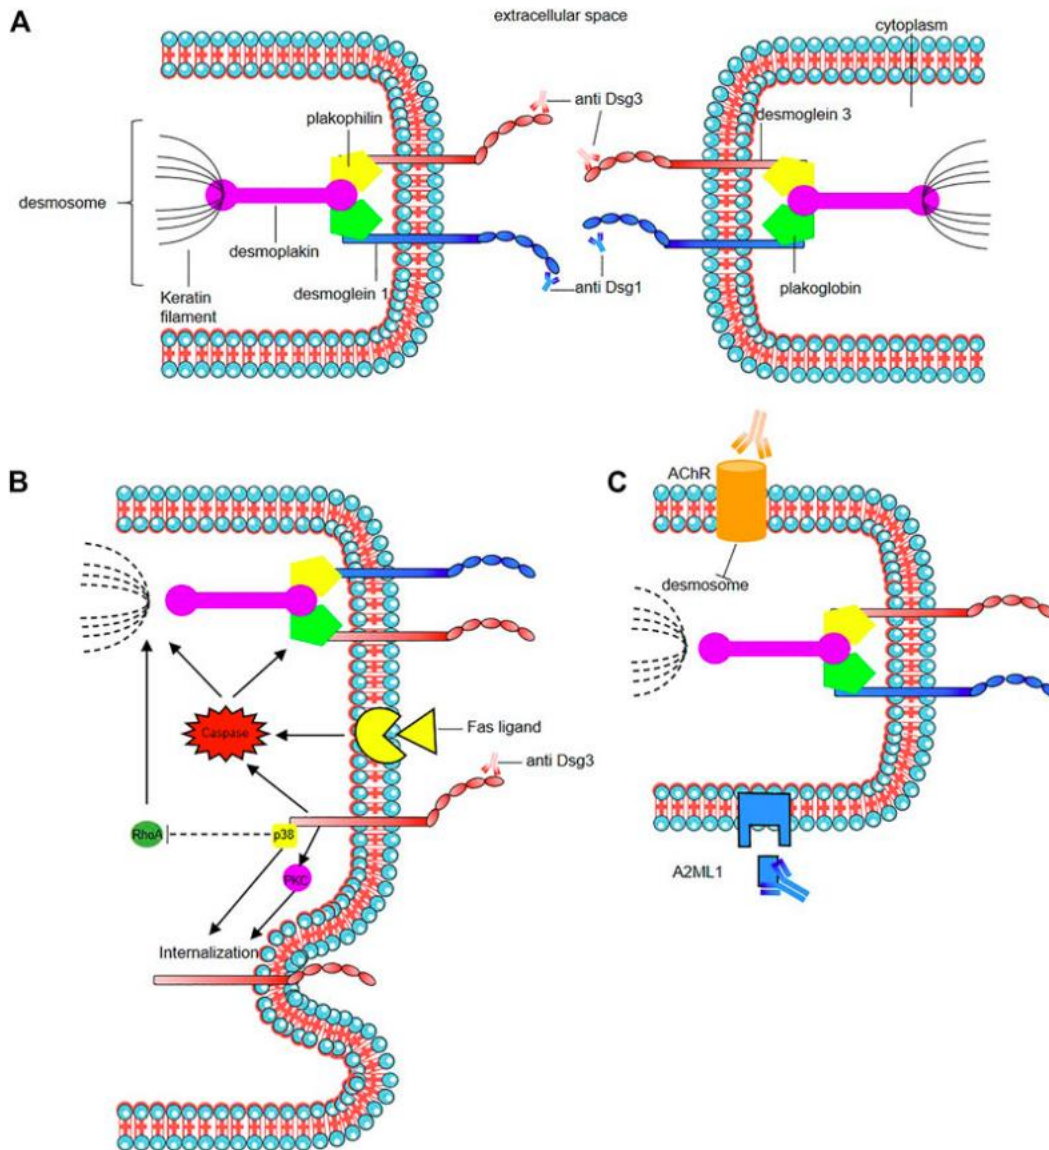 A
extracellular space
cytoplasm
plakophilin
anti Dsg3
desmoglein 3
desmosome
desmoplakin
desmoglein 1
anti Dsg1
plakoglobin
Keratin
filament
B
Fas ligand
Caspase
anti Dsg3
RhoA
p38
PKC
Internalization
C
AChR
desmosome
A2ML1